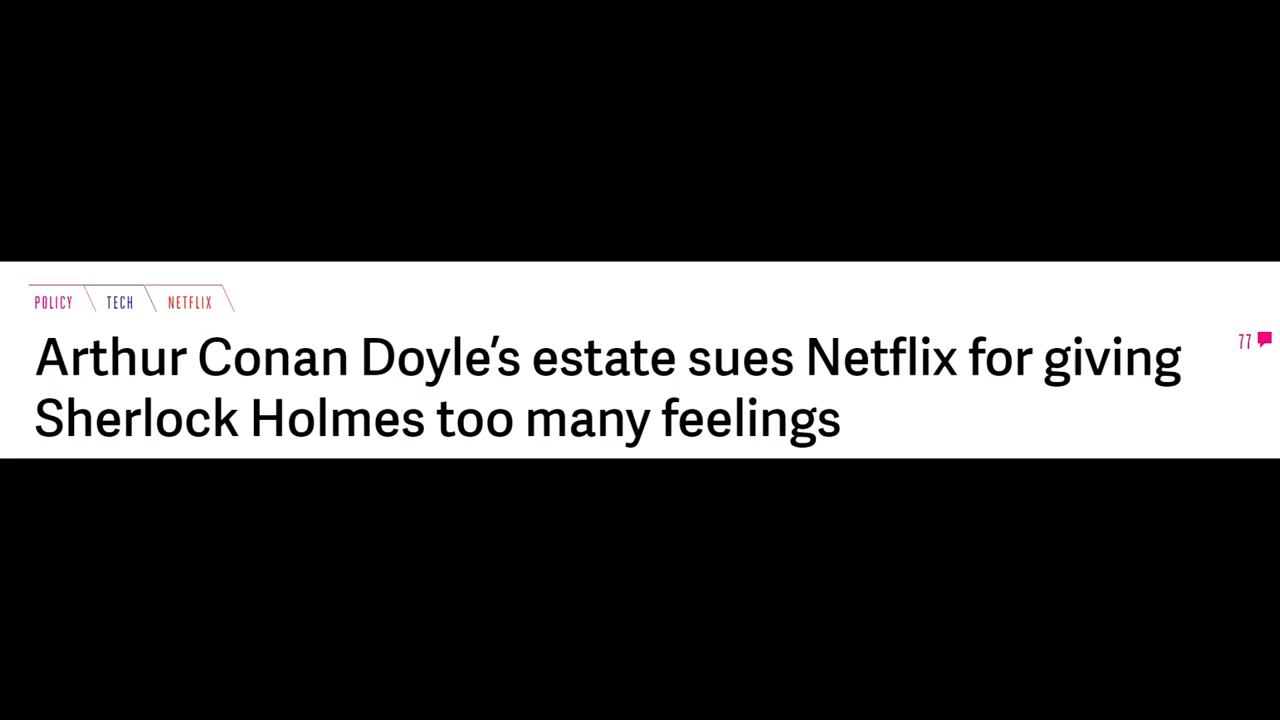 POLICY TECH NETFLIX
Arthur Conan Doyle’s estate sues Netflix for giving
77
Sherlock Holmes too many feelings